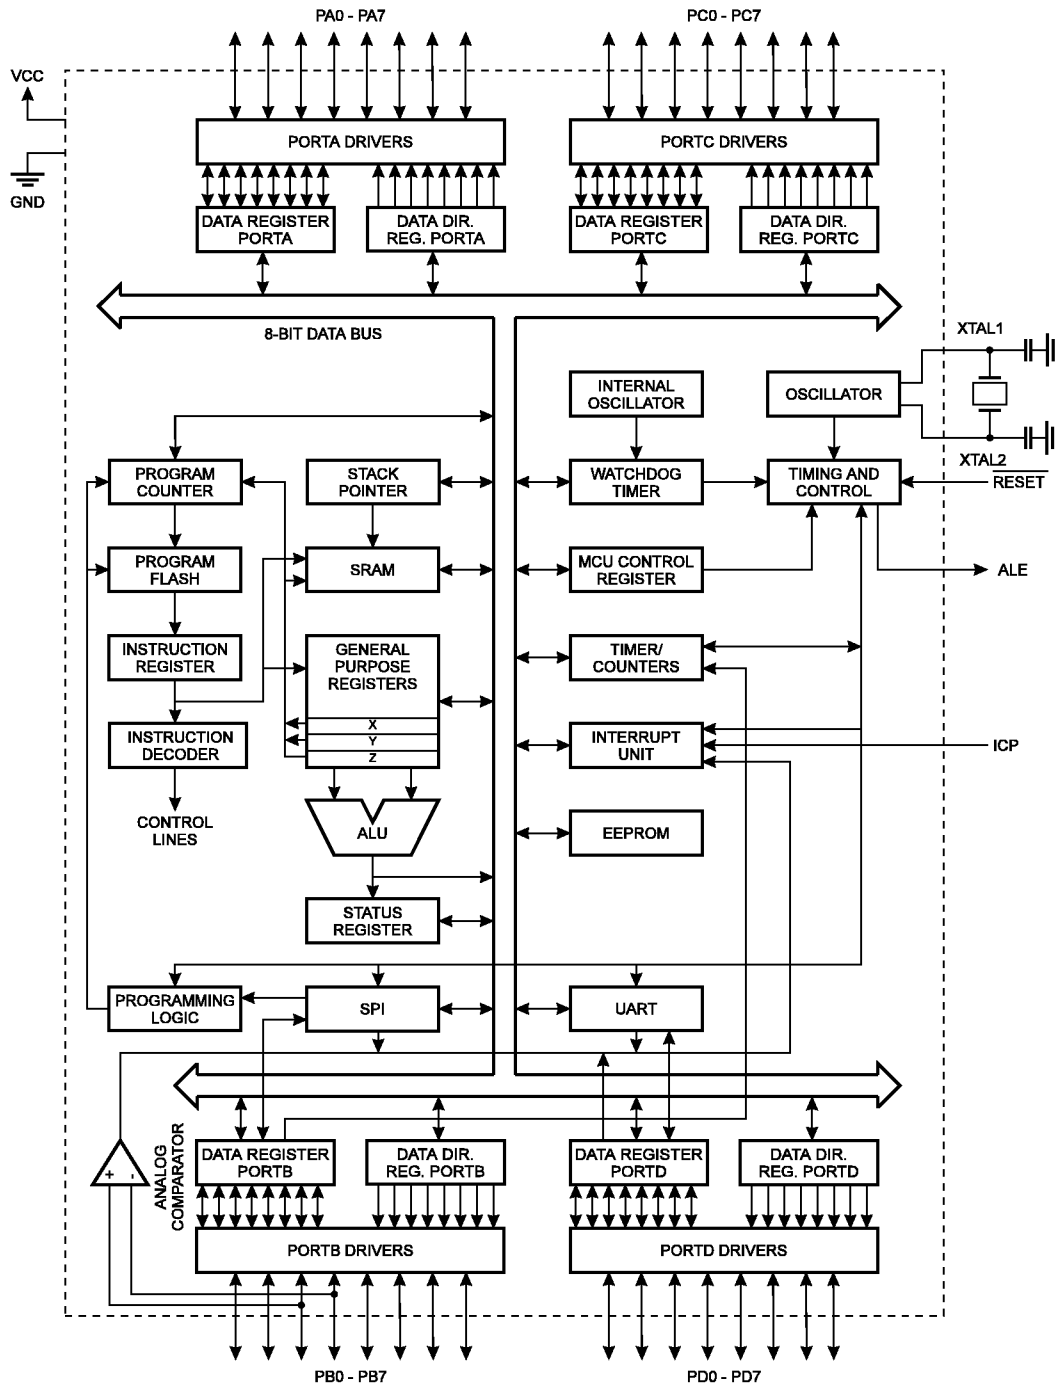 PA0 - PA7
PC0 - PC7
VCC
GND
PORTA DRIVERS
PORTC DRIVERS
DATA REGISTER
PORTA
DATA DIR.
REG. PORTA
DATA REGISTER
PORTC
DATA DIR.
REG. PORTC
8-BIT DATA BUS
XTAL1
INTERNAL
OSCILLATOR
OSCILLATOR
XTAL2
PROGRAM
COUNTER
STACK
POINTER
WATCHDOG
TIMER
TIMING AND
CONTROL
RESET
PROGRAM
FLASH
SRAM
MCU CONTROL
REGISTER
ALE
INSTRUCTION
REGISTER
GENERAL
PURPOSE
REGISTERS
X
Y
Z
TIMER/
COUNTERS
INSTRUCTION
DECODER
INTERRUPT
UNIT
ICP
CONTROL
LINES
ALU
EEPROM
STATUS
REGISTER
PROGRAMMING
LOGIC
SPI
UART
+
-
ANALOG
COMPARATOR
DATA REGISTER
PORTB
DATA DIR.
REG. PORTB
DATA REGISTER
PORTD
DATA DIR.
REG. PORTD
PORTB DRIVERS
PORTD DRIVERS
PB0 - PB7
PD0 - PD7